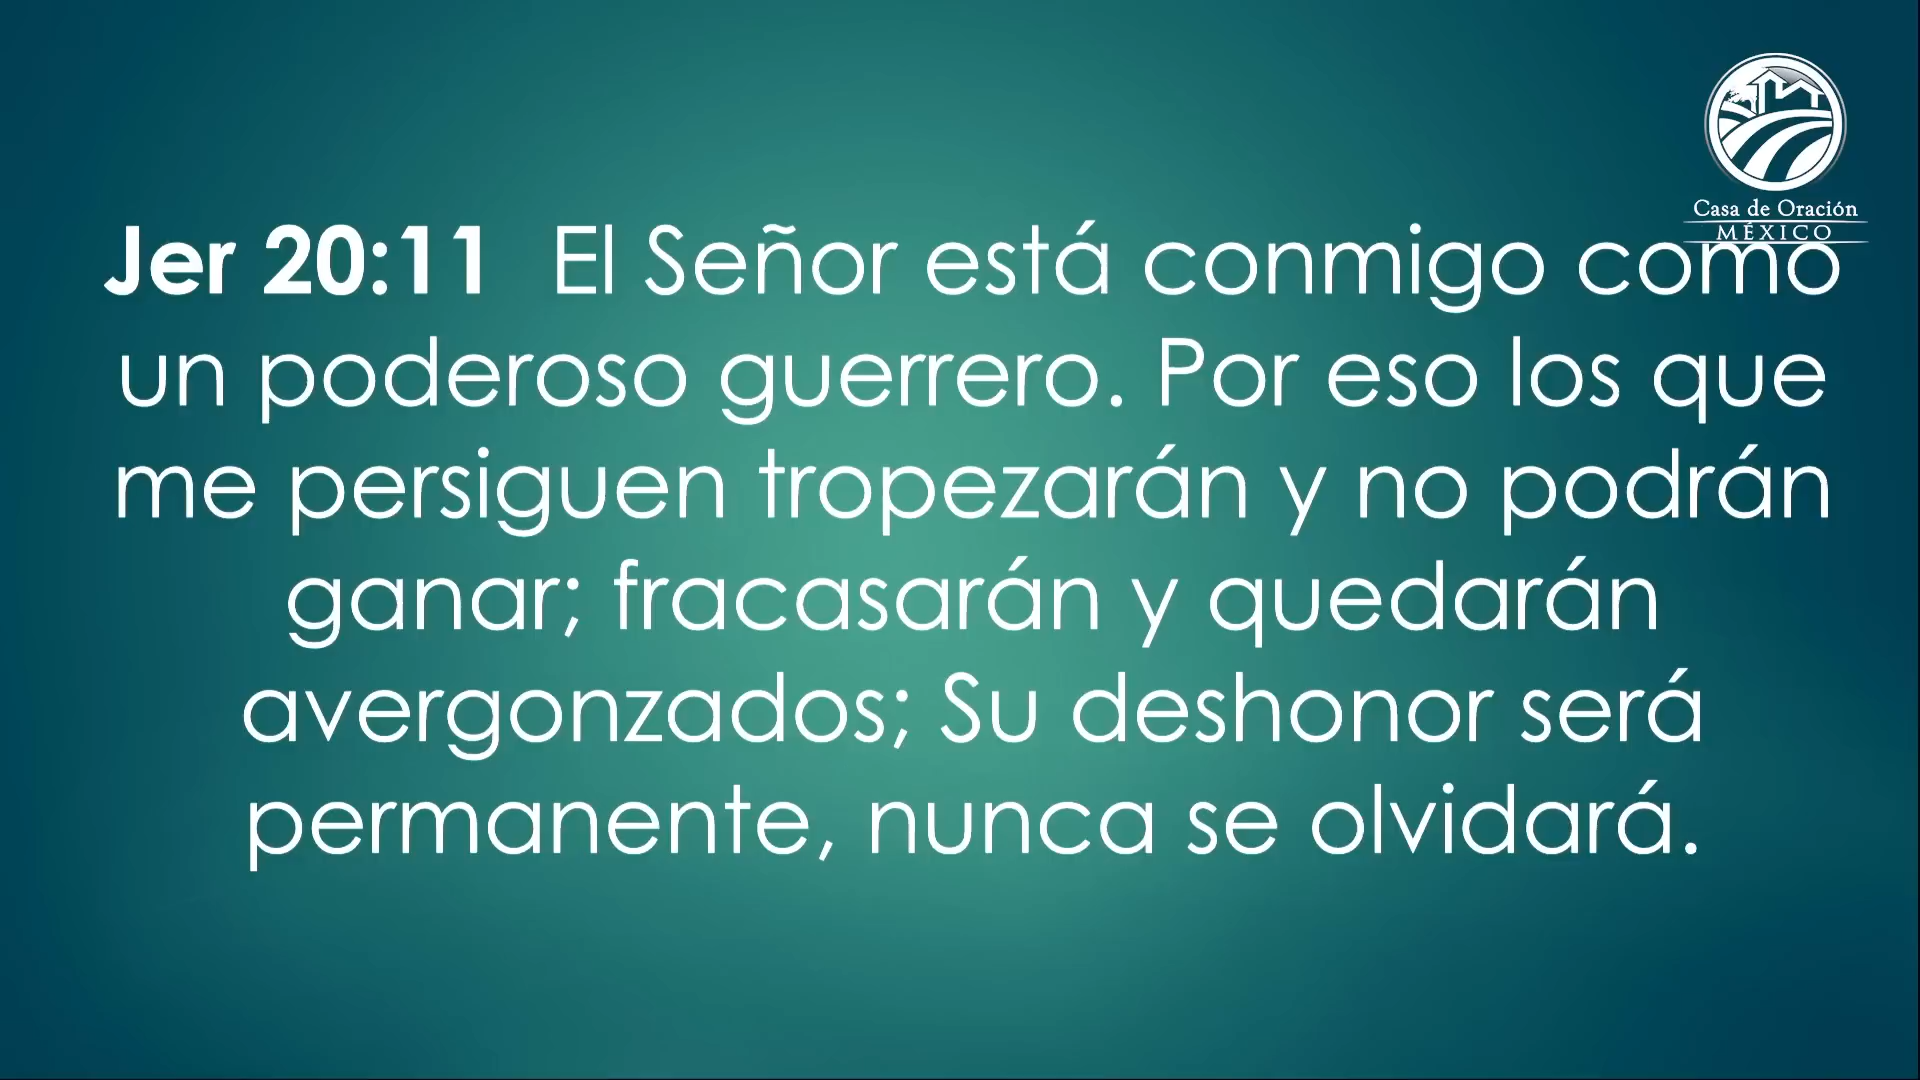 Casa de Oración
MÉXICO
Jer 20:11 El Señor está conmigo como
un poderoso guerrero. Por eso los que
me persiguen tropezarán y no podrán
ganar; fracasarán y quedarán
avergonzados; Su deshonor será
permanente, nunca se olvidará.